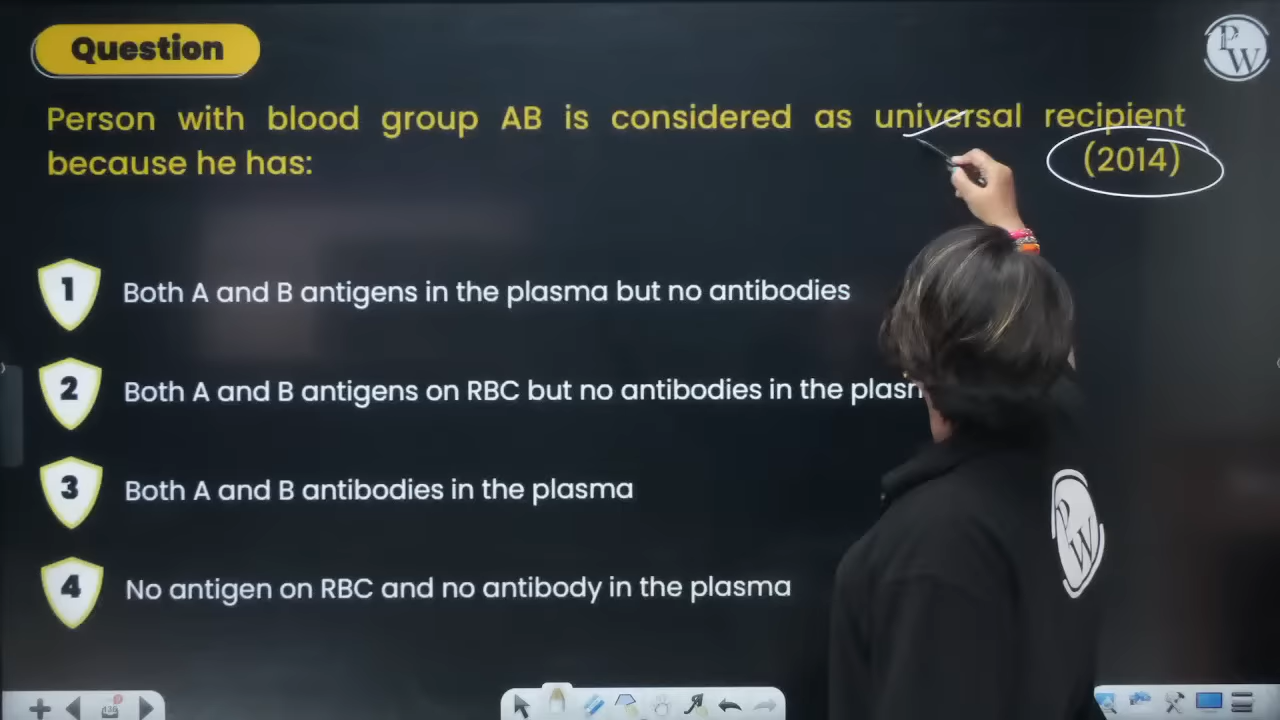 Question
PW
Person with blood group AB is considered as universal recipient
because he has:
(2014)
1 Both A and B antigens in the plasma but no antibodies
2 Both A and B antigens on RBC but no antibodies in the
3 Both A and B antibodies in the plasma
4 No antigen on RBC and no antibody in the plasma
PW